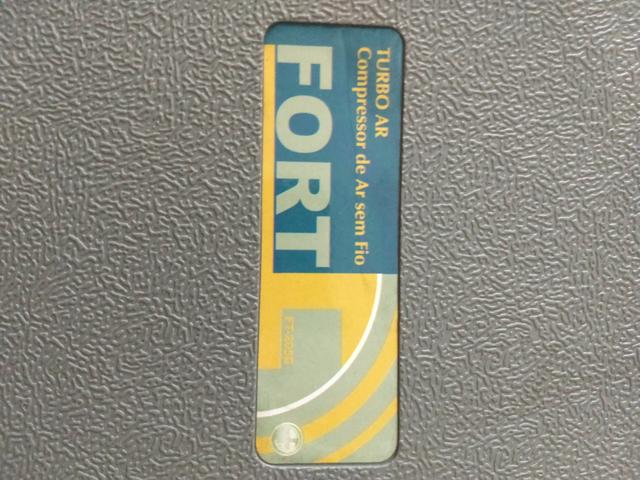 TURBO AR
Compressor de Ar sem Fio
FORT